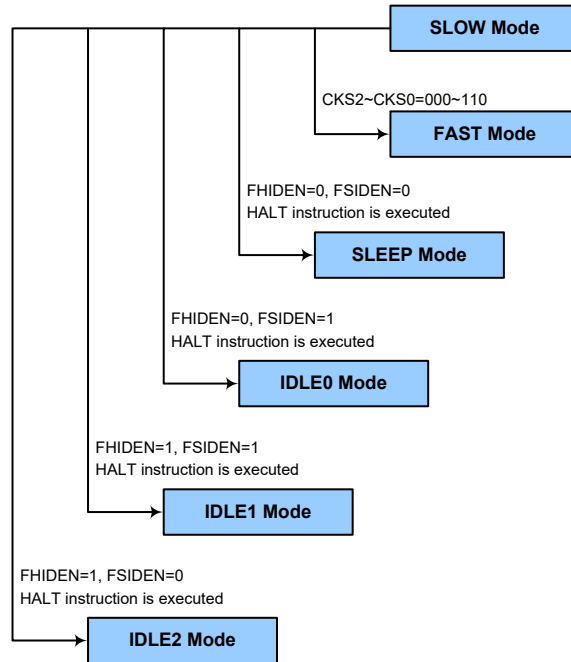 SLOW Mode
CKS2~CKS0=000~110
FAST Mode
FHIDEN=0, FSIDEN=0
HALT instruction is executed
SLEEP Mode
FHIDEN=0, FSIDEN=1
HALT instruction is executed
IDLE0 Mode
FHIDEN=1, FSIDEN=1
HALT instruction is executed
IDLE1 Mode
FHIDEN=1, FSIDEN=0
HALT instruction is executed
IDLE2 Mode